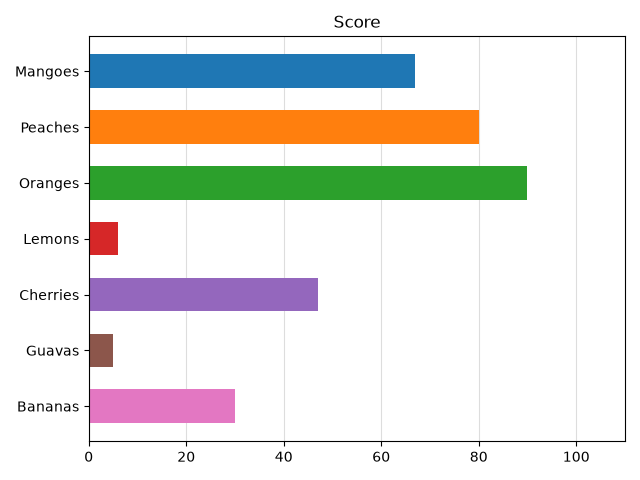 Score
Mangoes
Peaches
Oranges
Lemons
Cherries
Guavas
Bananas
0 20 40 60 80 100